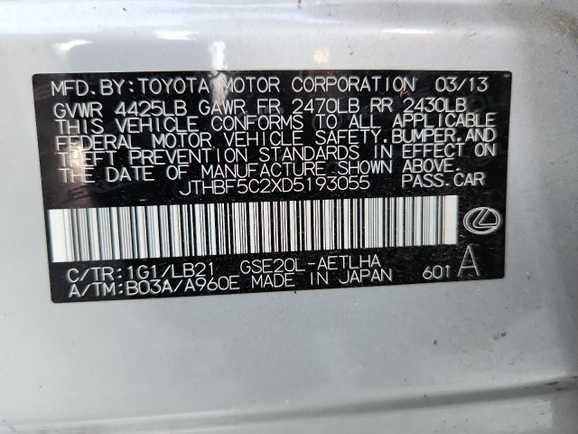 MFD.BY:TOYOTA MOTOR CORPORATION 03/13
GVWR 4425LB GAWR FR 2470LB RR 2430LB
THIS VEHICLE CONFORMS TO ALL APPLICABLE
FEDERAL MOTOR VEHICLE SAFETY,BUMPER,AND
THEFT PREVENTION STANDARDS IN EFFECT ON
THE DATE OF MANUFACTURE SHOWN ABOVE.
JTHBF5C2XD5193055 PASS.CAR
C/TR:1G1/LB21 GSE20L-AETLHA
A/TM:B03A/A960E MADE IN JAPAN 601 A